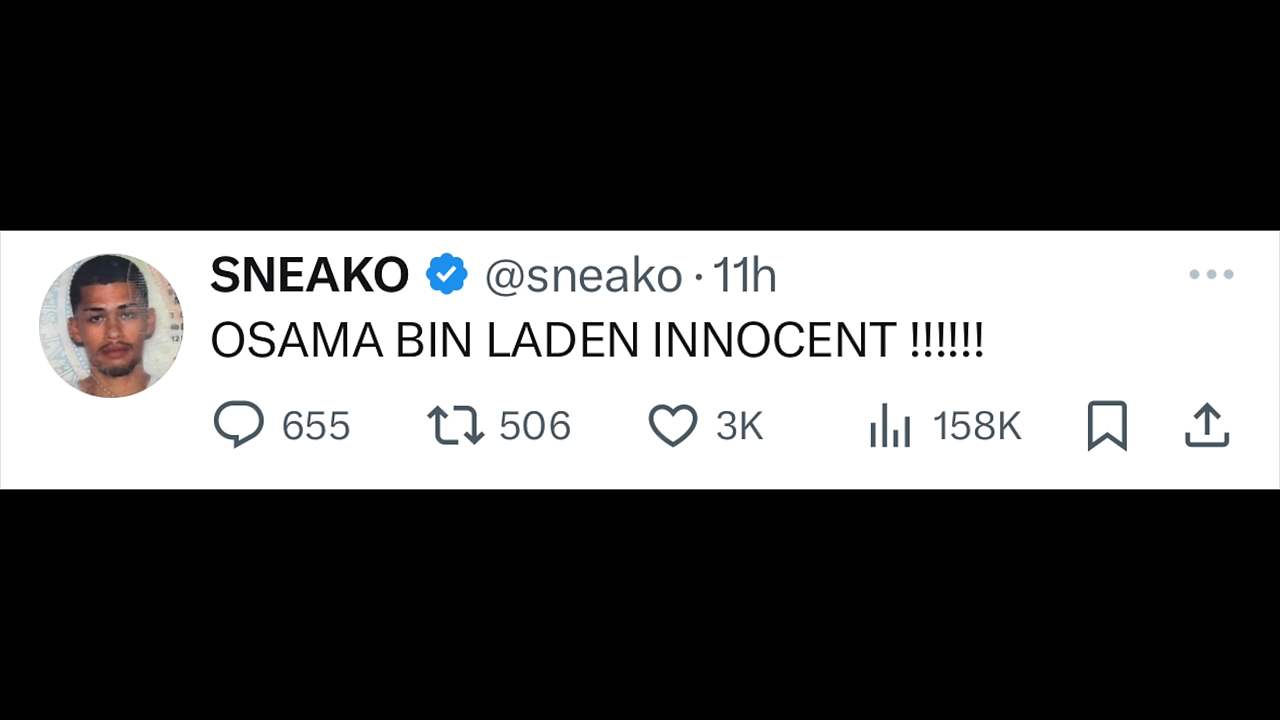 SNEAKO @sneako · 11h
OSAMA BIN LADEN INNOCENT !!!!!!
655 506 3K 158K